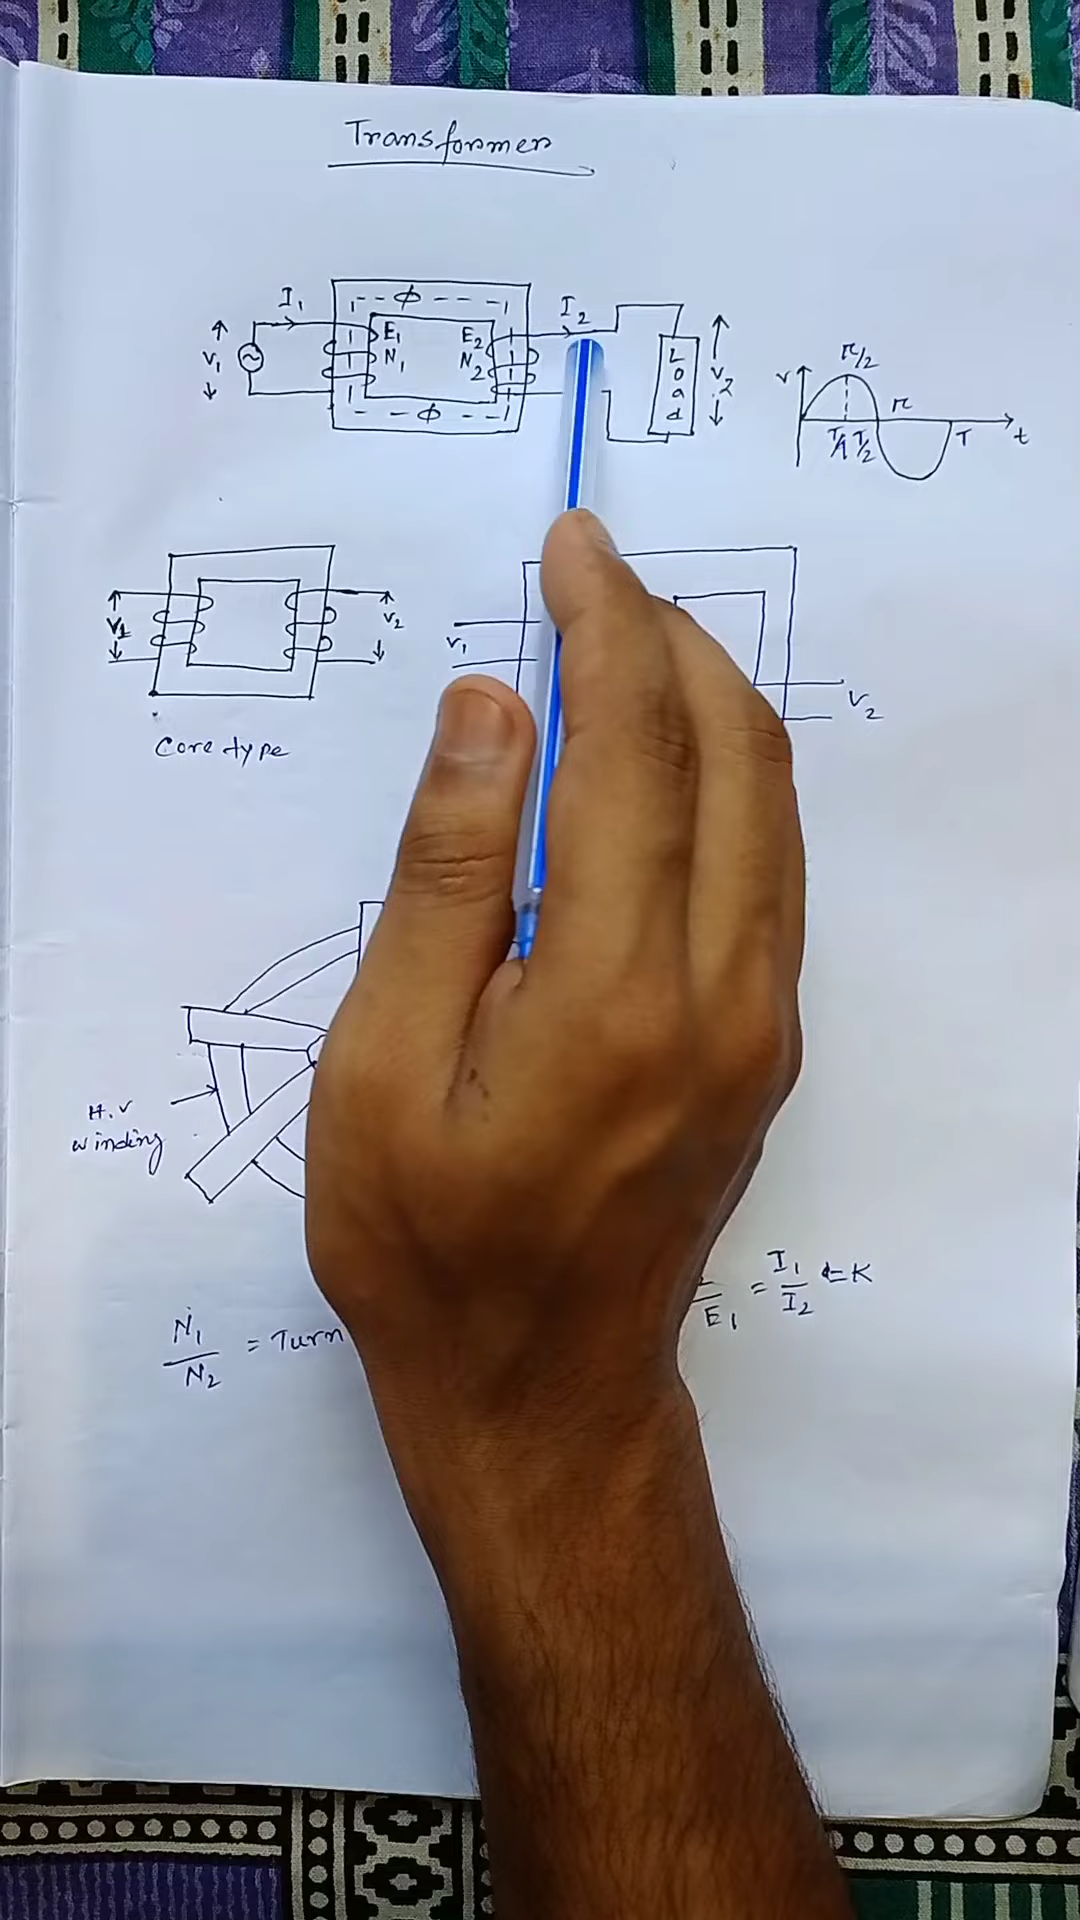 Transformer
I₁ ϕ I₂
V₁ E₁ E₂ Load V₂
N₁ N₂
ϕ
V π/2 π
T/4 T/2 T t
V₁ V₂
Core type
V₁ V₂
H.V
winding
N₁/N₂ = Turn
/E₁ = I₁/I₂ = K